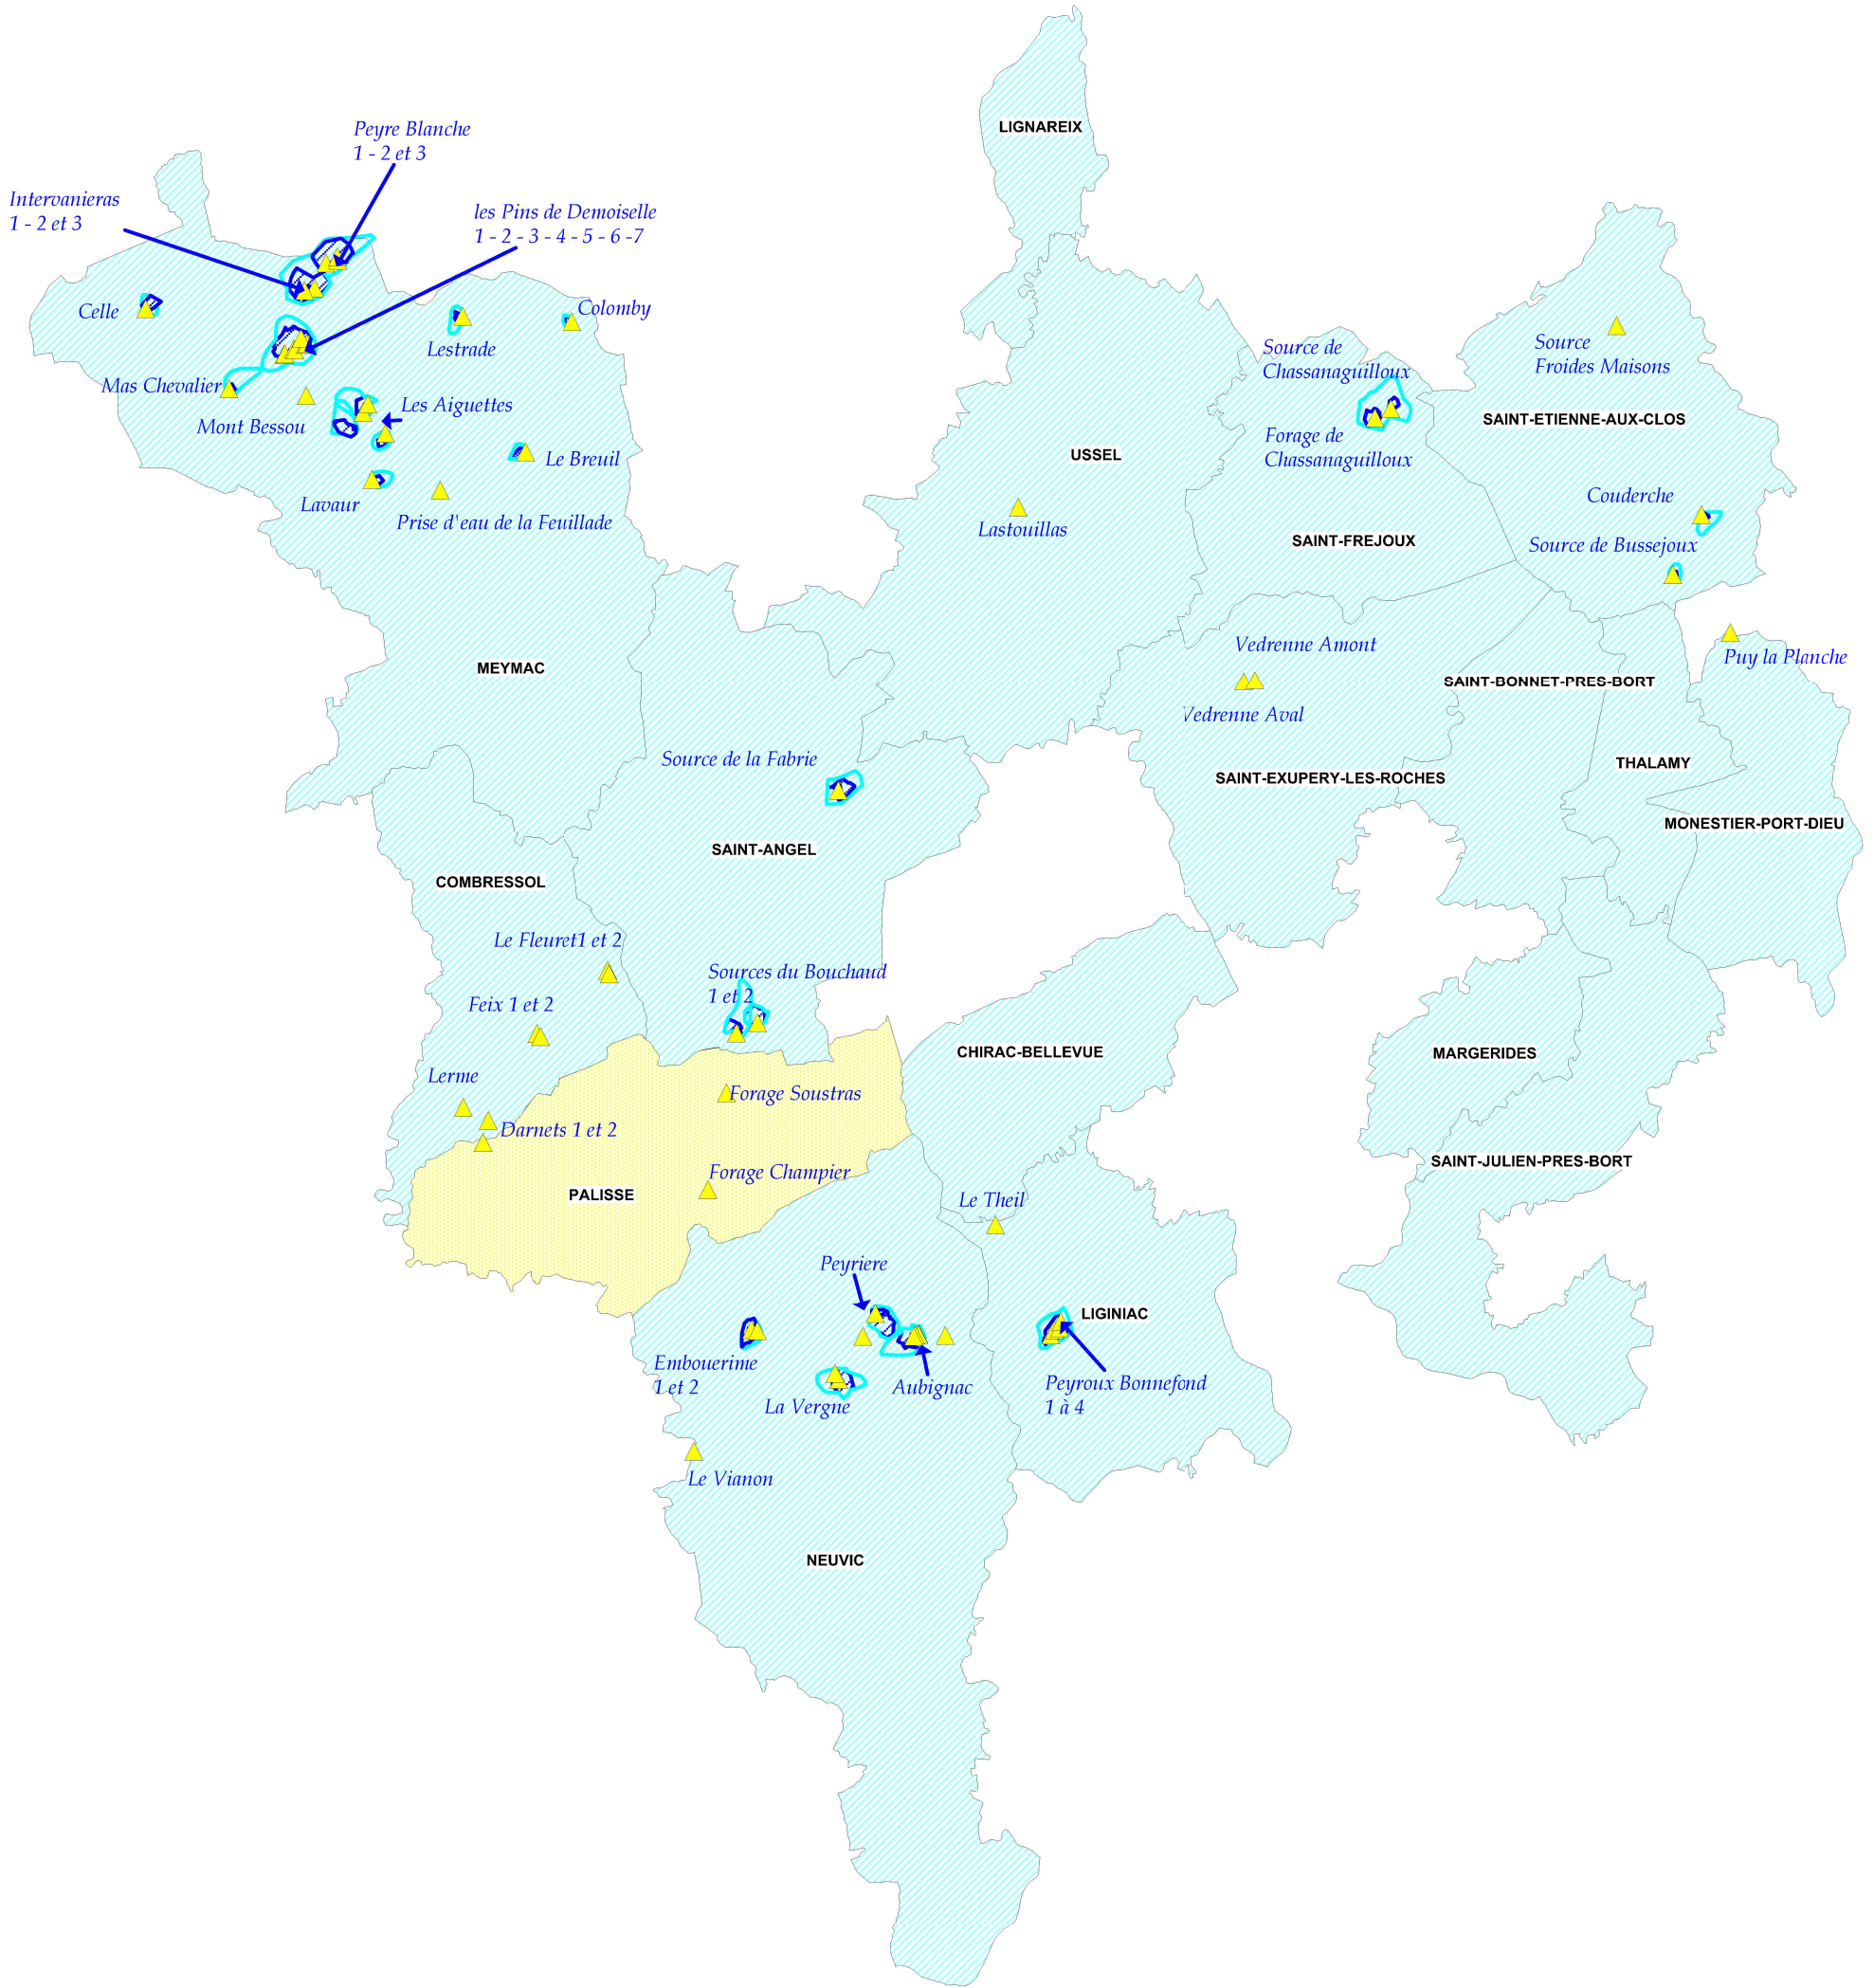 LIGNAREIX
Peyre Blanche
1 - 2 et 3
Intervanieras
1 - 2 et 3
les Pins de Demoiselle
1 - 2 - 3 - 4 - 5 - 6 -7
Celle
Colomby
Lestrade
Mas Chevalier
Les Aiguettes
Mont Bessou
Le Breuil
Lavaur
Prise d'eau de la Feuillade
Source de
Chassanaguilloux
Source
Froides Maisons
SAINT-ETIENNE-AUX-CLOS
Forage de
Chassanaguilloux
USSEL
Couderche
Lastouillas
SAINT-FREJOUX
Source de Bussejoux
Vedrenne Amont
Puy la Planche
MEYMAC
SAINT-BONNET-PRES-BORT
Vedrenne Aval
Source de la Fabrie
THALAMY
SAINT-EXUPERY-LES-ROCHES
MONESTIER-PORT-DIEU
SAINT-ANGEL
COMBRESSOL
Le Fleuret1 et 2
Sources du Bouchaud
1 et 2
Feix 1 et 2
CHIRAC-BELLEVUE
MARGERIDES
Lerme
Forage Soustras
Darnets 1 et 2
SAINT-JULIEN-PRES-BORT
Forage Champier
PALISSE
Le Theil
Peyriere
LIGINIAC
Embouerime
1 et 2
Aubignac
Peyroux Bonnefond
1 à 4
La Vergne
Le Vianon
NEUVIC